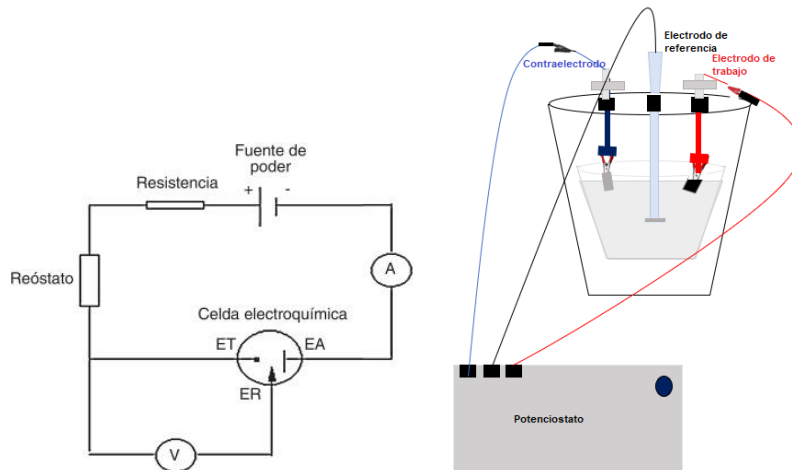 Fuente de
poder
Resistencia
+ -
Reóstato
A
Celda electroquímica
ET
EA
ER
V
Electrodo de
referencia
Contraelectrodo
Electrodo de
trabajo
Potenciostato